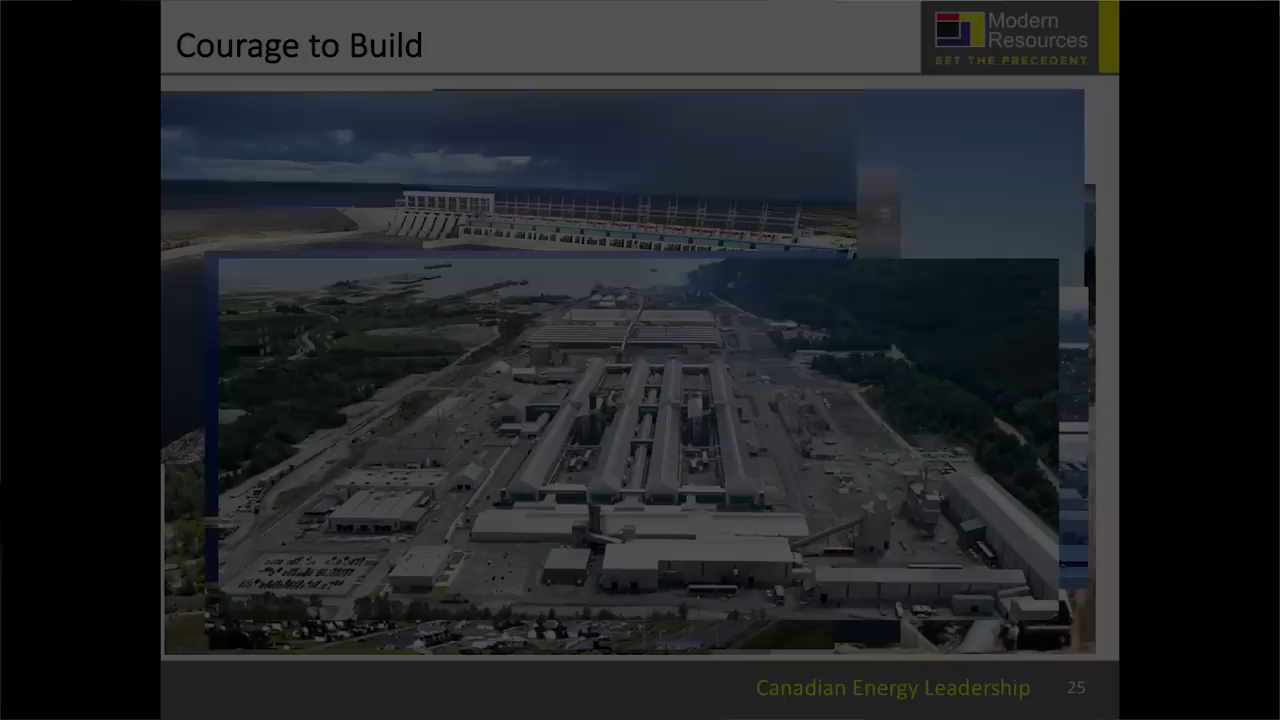 Courage to Build
Modern
Resources
SET THE PRECEDENT
Canadian Energy Leadership
25